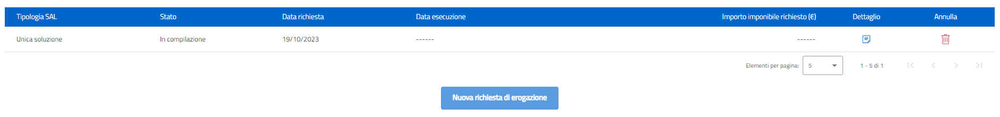 Tipologia SAL Stato Data richiesta Data esecuzione Importo imponibile richiesto (€) Dettaglio Annulla
Unica soluzione In compilazione 19/10/2023 ------ ------
Elementi per pagina: 5 1 - 5 di 1
Nuova richiesta di erogazione